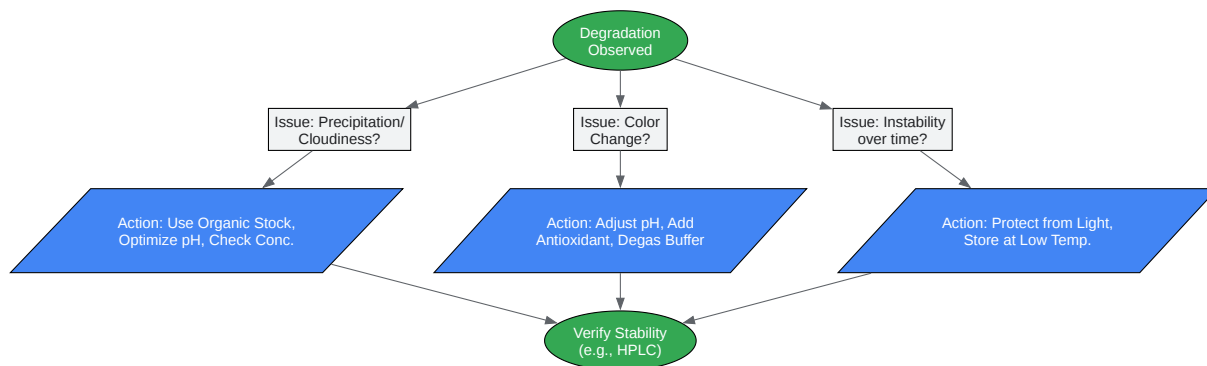 Degradation
Observed
Issue: Precipitation/
Cloudiness?
Issue: Color
Change?
Issue: Instability
over time?
Action: Use Organic Stock,
Optimize pH, Check Conc.
Action: Adjust pH, Add
Antioxidant, Degas Buffer
Action: Protect from Light,
Store at Low Temp.
Verify Stability
(e.g., HPLC)